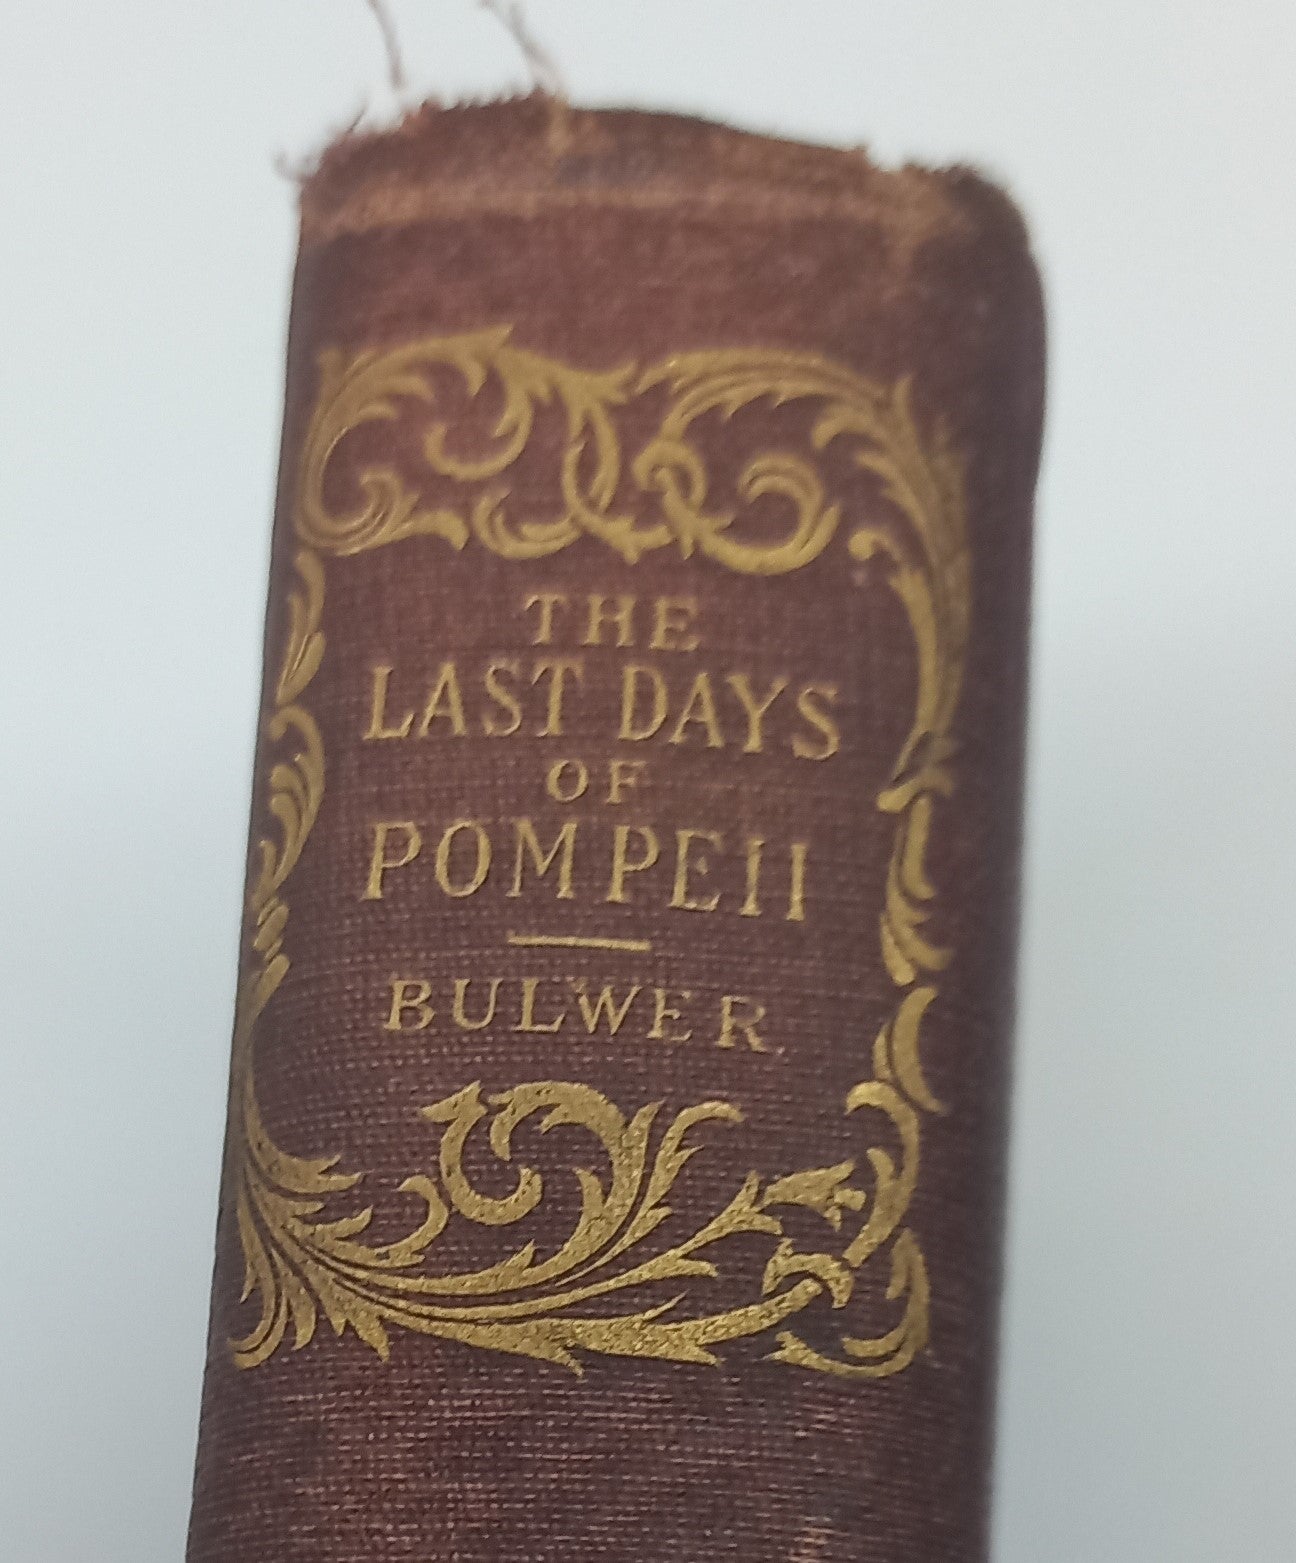 THE
LAST DAYS
OF
POMPEII
BULWER